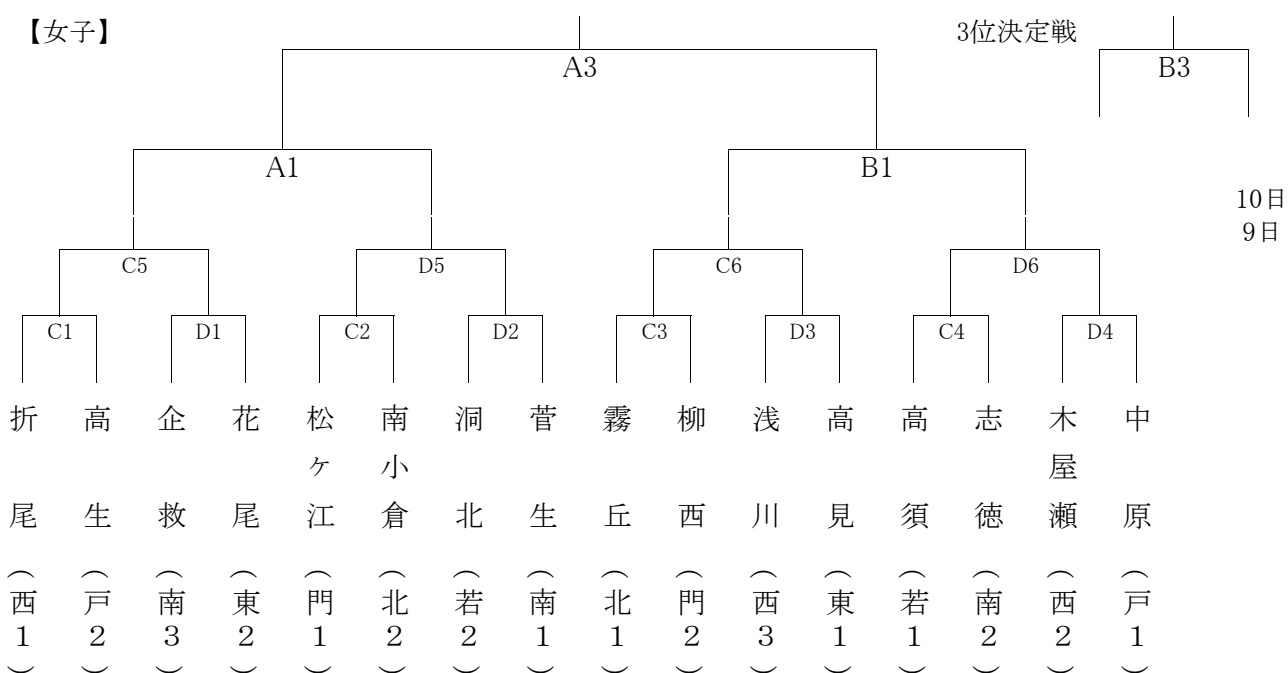 【女子】
3位決定戦
A3
B3
A1
B1
10日
9日
C5
D5
C6
D6
C1
D1
C2
D2
C3
D3
C4
D4
折尾（西1）
高生（戸2）
企救（南3）
花尾（東2）
松ヶ江（門1）
南小倉（北2）
洞北（若2）
菅生（南1）
霧丘（北1）
柳西（門2）
浅川（西3）
高見（東1）
高須（若1）
志徳（南2）
木屋瀬（西2）
中原（戸1）